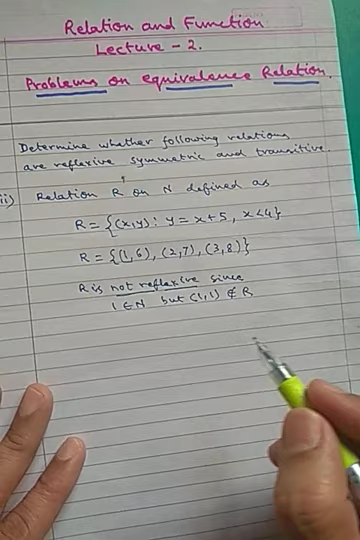 Relation and Function
Lecture - 2.
Problems on equivalence Relation.
Determine whether following relations
are reflexive symmetric and transitive.
ii) Relation R on N defined as
R = {(x,y) : y = x + 5, x < 4}
R = {(1,6), (2,7), (3,8)}
R is not reflexive since
1 ∈ N but (1,1) ∉ R